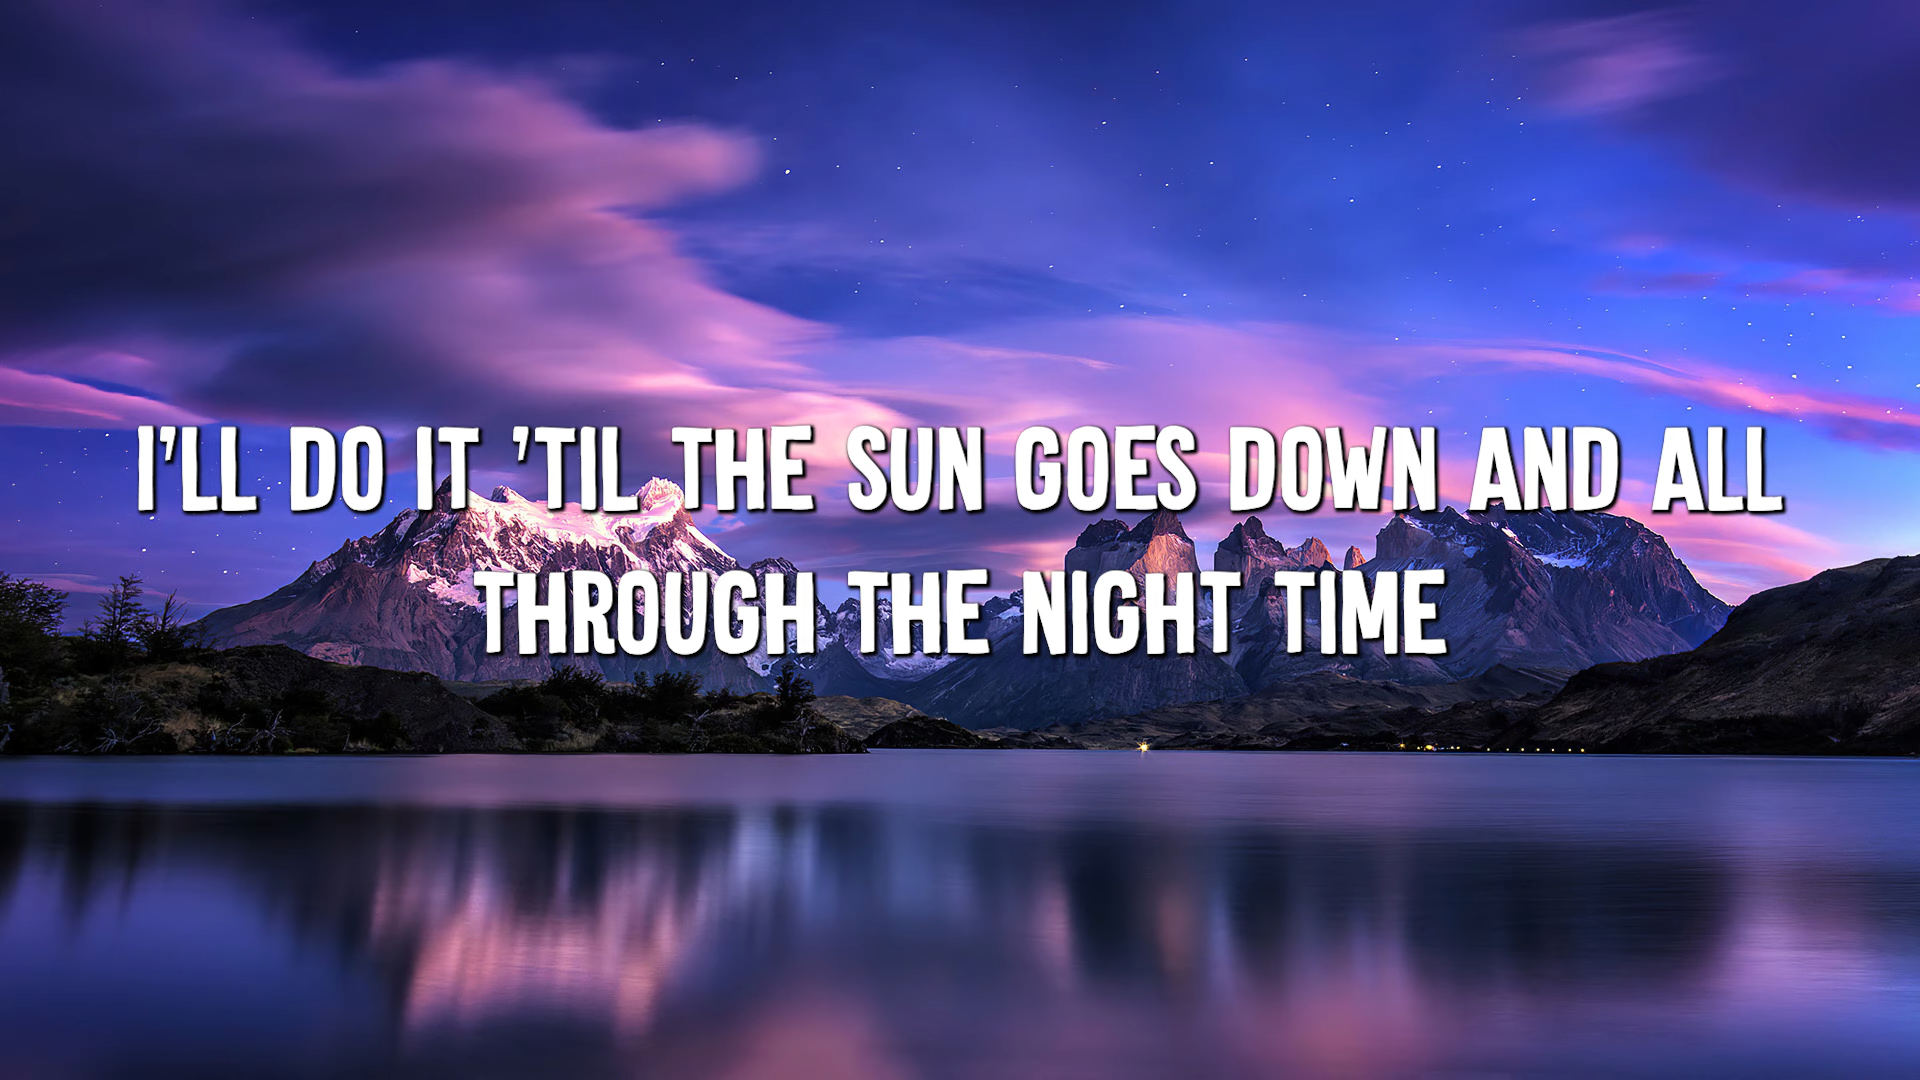 I'LL DO IT 'TIL THE SUN GOES DOWN AND ALL
THROUGH THE NIGHT TIME